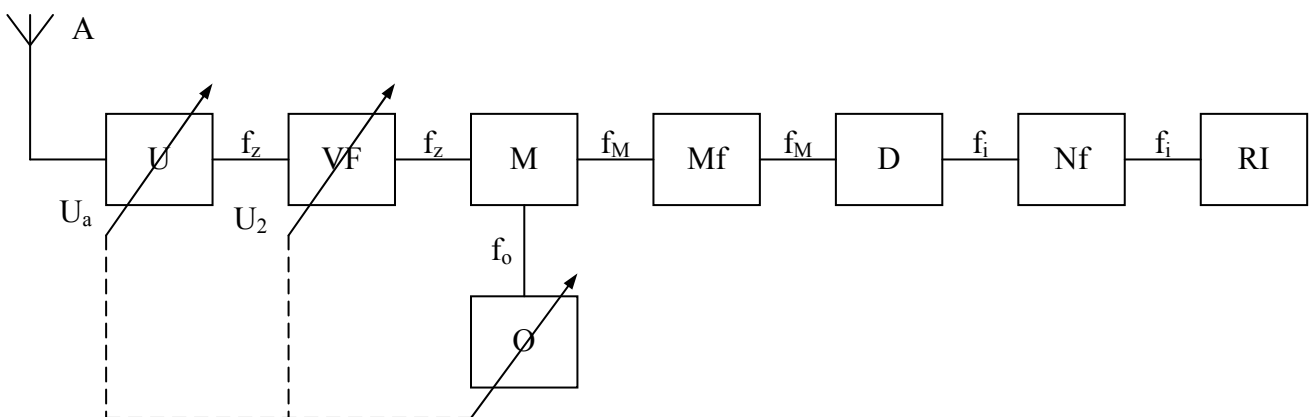 A
U
f_z
VF
f_z
M
f_M
Mf
f_M
D
f_i
Nf
f_i
RI
U_a
U_2
f_o
O